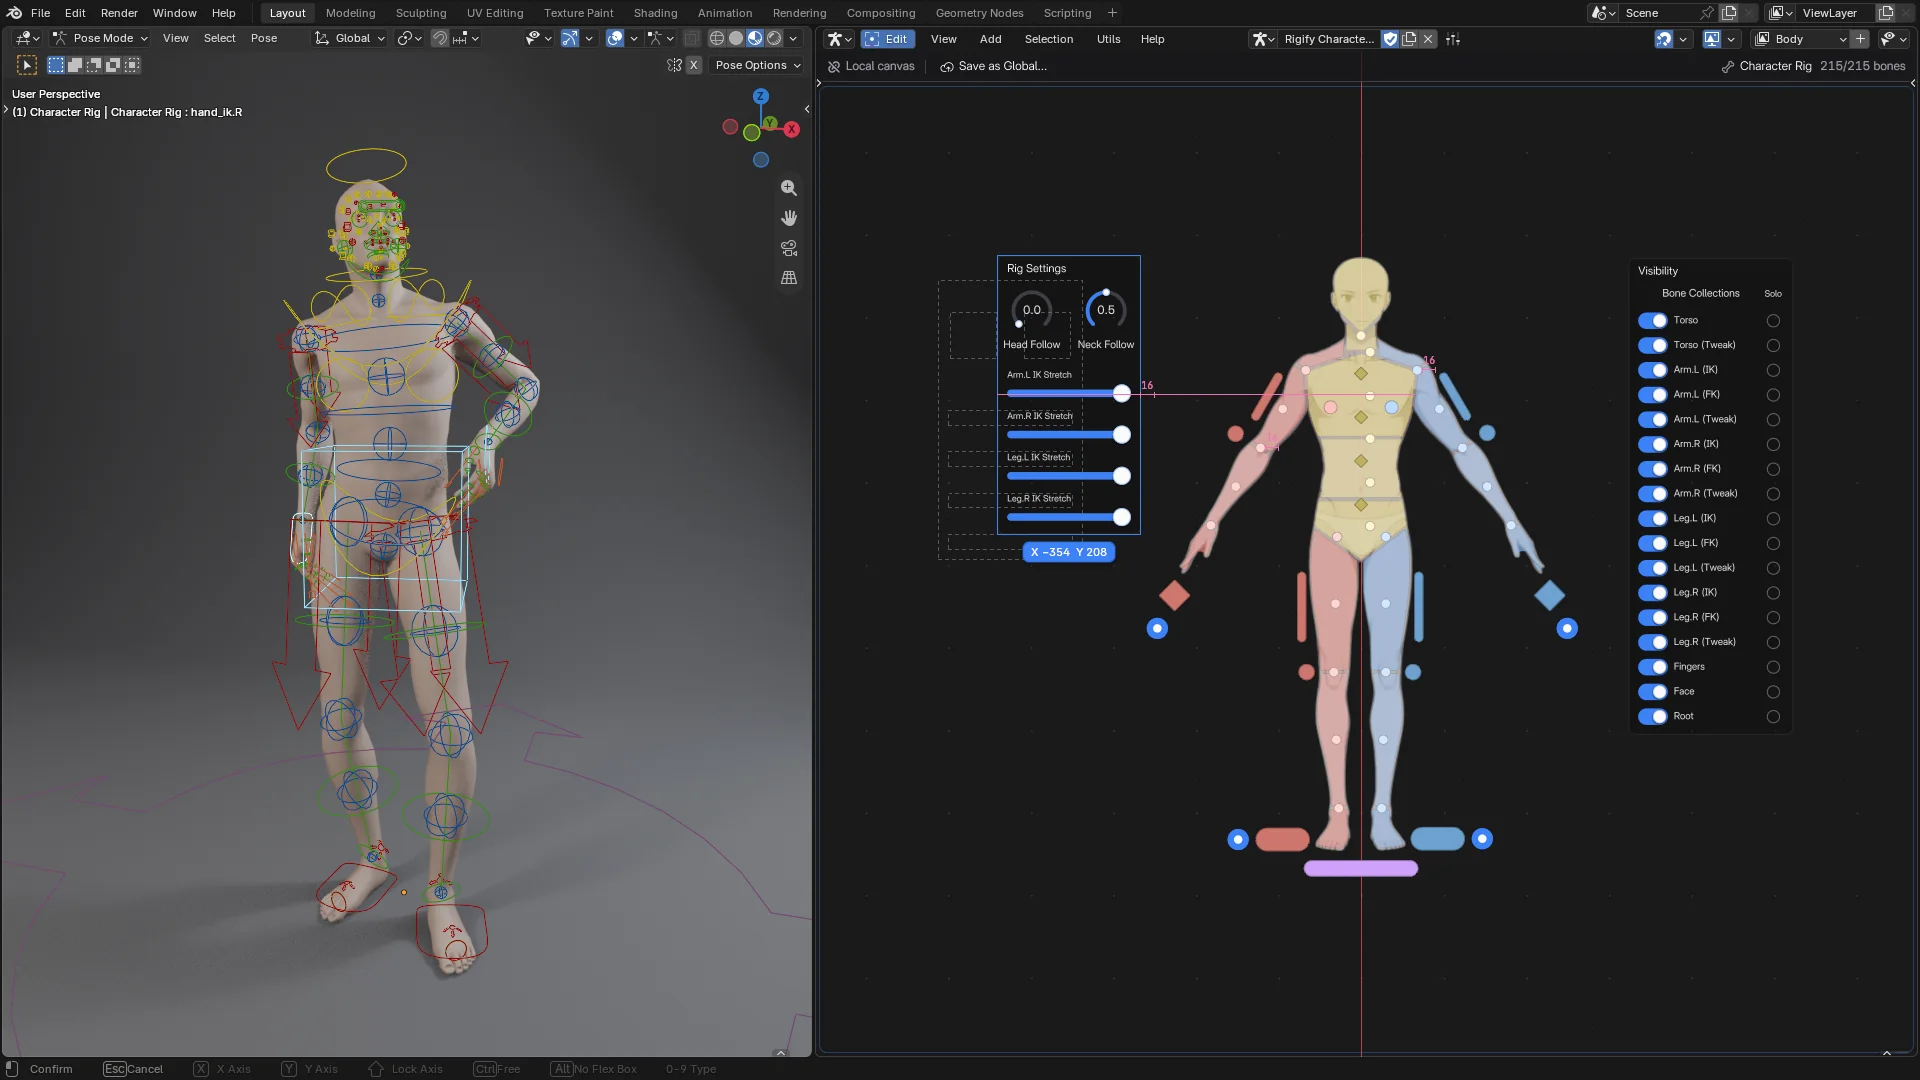 File Edit Render Window Help Layout Modeling Sculpting UV Editing Texture Paint Shading Animation Rendering Compositing Geometry Nodes Scripting + Scene ViewLayer
Pose Mode View Select Pose Global
Edit View Add Selection Utils Help Rigify Characte... Body
X Pose Options
Local canvas Save as Global... Character Rig 215/215 bones
User Perspective
(1) Character Rig | Character Rig : hand_ik.R
Z
Y
X
Rig Settings
0.0 0.5
Head Follow Neck Follow
Arm.L IK Stretch
Arm.R IK Stretch
Leg.L IK Stretch
Leg.R IK Stretch
X -354 Y 208
16
16
Visibility
Bone Collections Solo
Torso
Torso (Tweak)
Arm.L (IK)
Arm.L (FK)
Arm.L (Tweak)
Arm.R (IK)
Arm.R (FK)
Arm.R (Tweak)
Leg.L (IK)
Leg.L (FK)
Leg.L (Tweak)
Leg.R (IK)
Leg.R (FK)
Leg.R (Tweak)
Fingers
Face
Root
Confirm Esc Cancel X X Axis Y Y Axis Lock Axis Ctrl Free Alt No Flex Box 0-9 Type